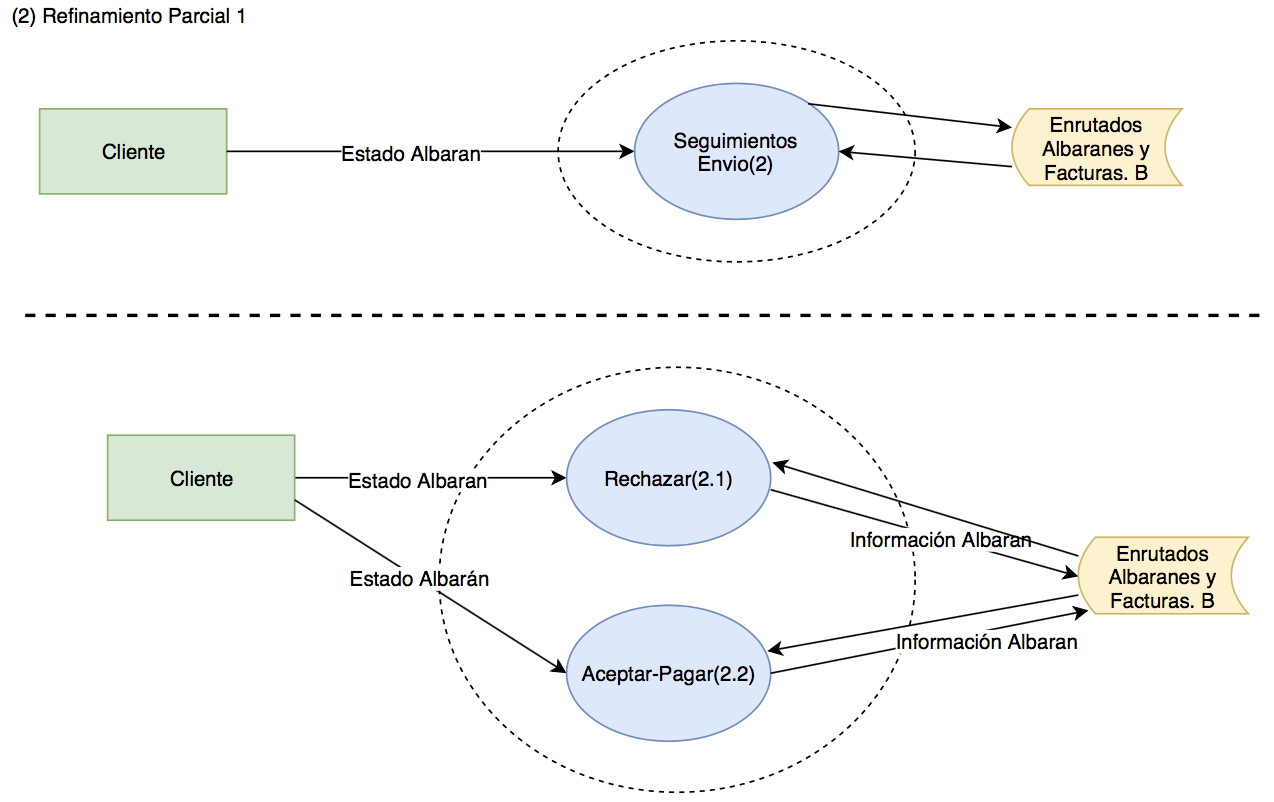 (2) Refinamiento Parcial 1
Cliente
Estado Albaran
Seguimientos
Envio(2)
Enrutados
Albaranes y
Facturas. B
Cliente
Estado Albaran
Rechazar(2.1)
Información Albaran
Enrutados
Albaranes y
Facturas. B
Estado Albarán
Aceptar-Pagar(2.2)
Información Albaran